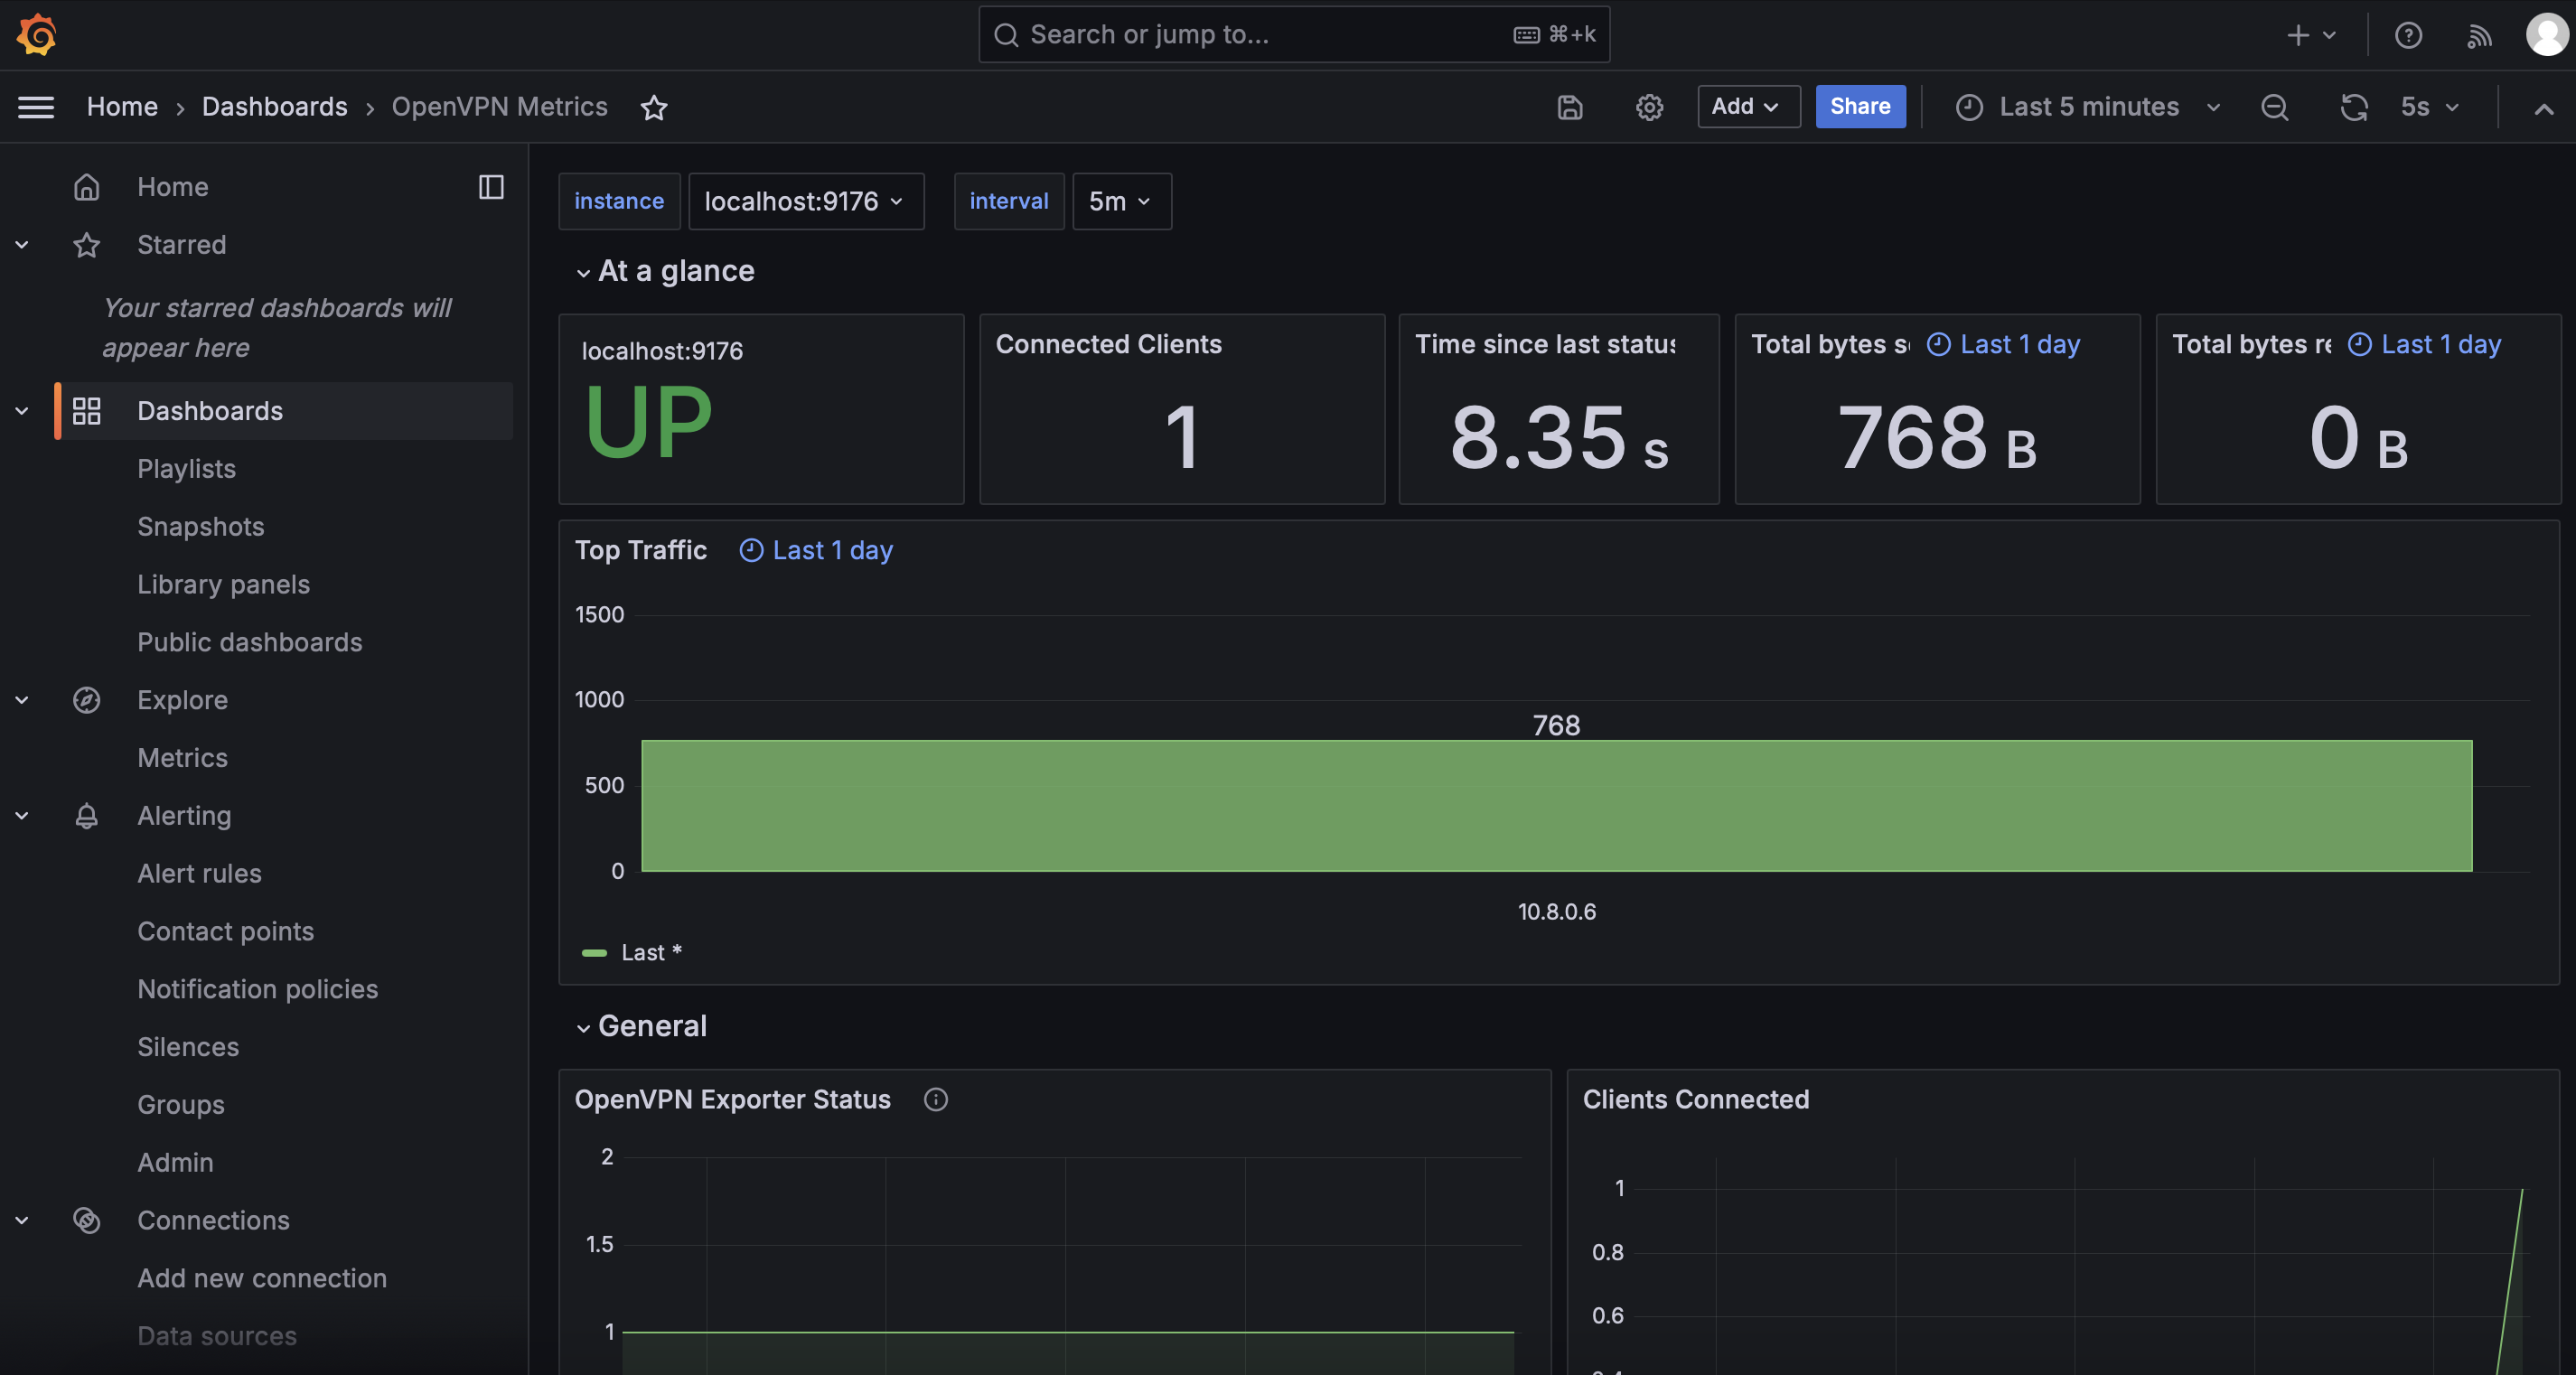 Search or jump to... ⌘+k
Home › Dashboards › OpenVPN Metrics
Add
Share
Last 5 minutes
5s
Home
Starred
Your starred dashboards will
appear here
Dashboards
Playlists
Snapshots
Library panels
Public dashboards
Explore
Metrics
Alerting
Alert rules
Contact points
Notification policies
Silences
Groups
Admin
Connections
Add new connection
Data sources
instance localhost:9176 interval 5m
At a glance
localhost:9176
UP
Connected Clients
1
Time since last status
8.35 s
Total bytes Last 1 day
768 B
Total bytes re Last 1 day
0 B
Top Traffic Last 1 day
1500
1000
768
500
0
10.8.0.6
Last *
General
OpenVPN Exporter Status
2
1.5
1
Clients Connected
1
0.8
0.6